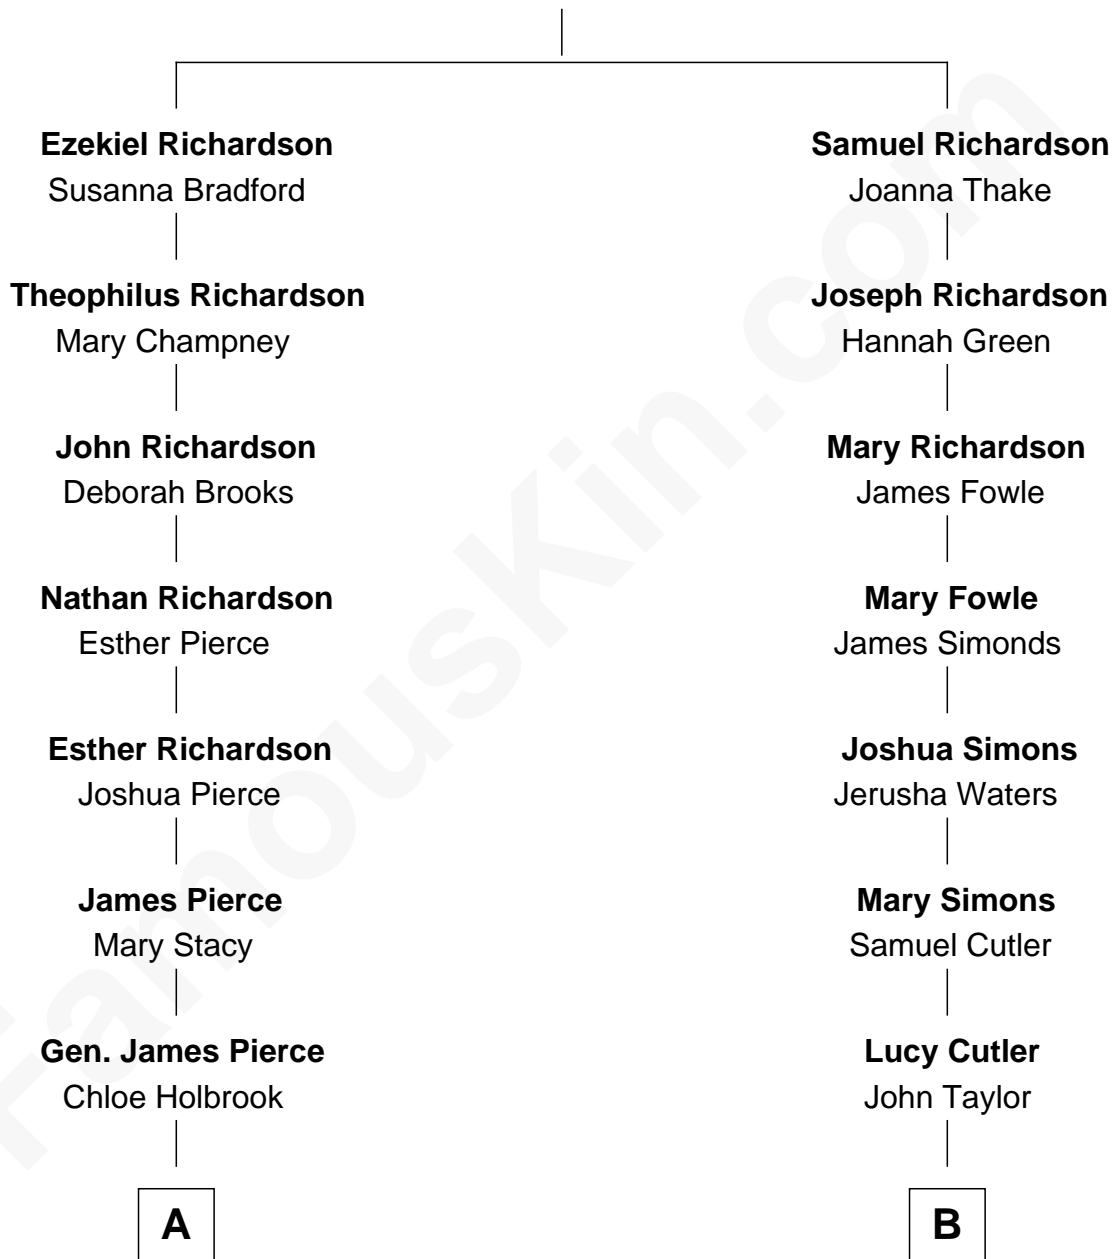 Ezekiel Richardson
Susanna Bradford
Theophilus Richardson
Mary Champney
John Richardson
Deborah Brooks
Nathan Richardson
Esther Pierce
Esther Richardson
Joshua Pierce
James Pierce
Mary Stacy
Gen. James Pierce
Chloe Holbrook
A
Samuel Richardson
Joanna Thake
Joseph Richardson
Hannah Green
Mary Richardson
James Fowle
Mary Fowle
James Simonds
Joshua Simons
Jerusha Waters
Mary Simons
Samuel Cutler
Lucy Cutler
John Taylor
B
FamousKin.com